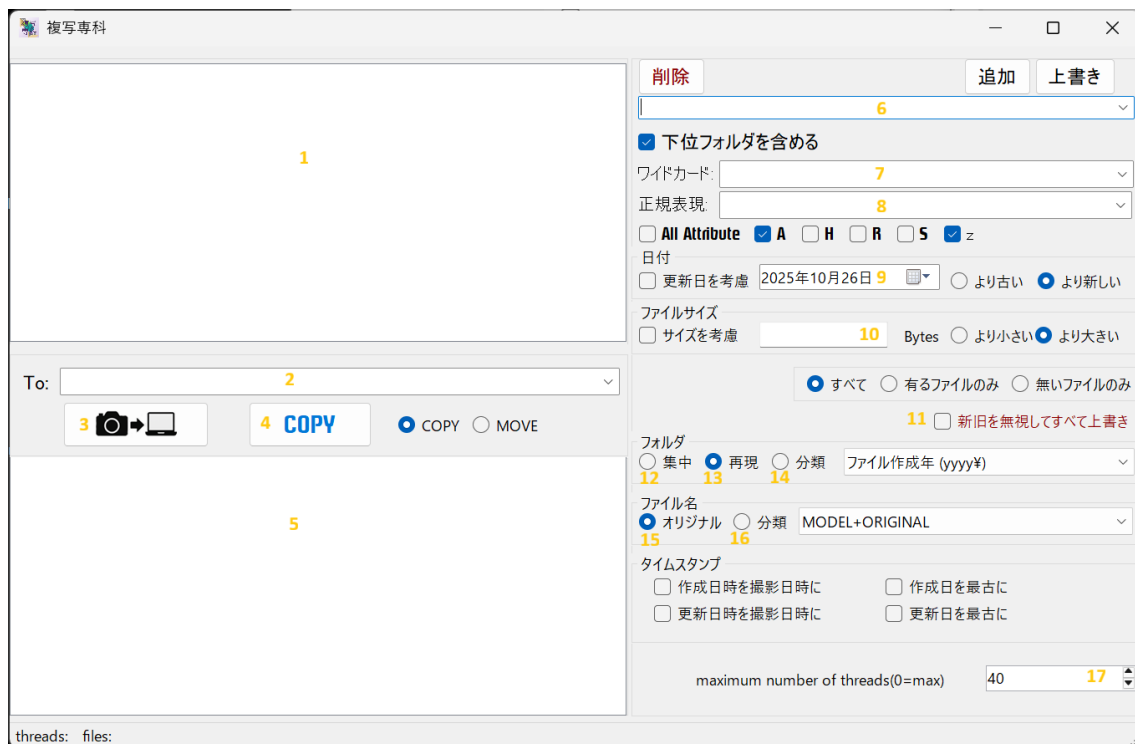 複写専科
削除 追加 上書き
1
6
下位フォルダを含める
ワイドカード: 7
正規表現: 8
All Attribute A H R S z
日付
更新日を考慮 2025年10月26日 9 より古い より新しい
ファイルサイズ
サイズを考慮 10 Bytes より小さい より大きい
To: 2
すべて 有るファイルのみ 無いファイルのみ
3 4 COPY COPY MOVE
11 新旧を無視してすべて上書き
フォルダ
集中 再現 分類 ファイル作成年 (yyyy¥)
12 13 14
5
ファイル名
オリジナル 分類 MODEL+ORIGINAL
15 16
タイムスタンプ
作成日時を撮影日時に 作成日を最古に
更新日時を撮影日時に 更新日を最古に
maximum number of threads(0=max) 40 17
threads: files: